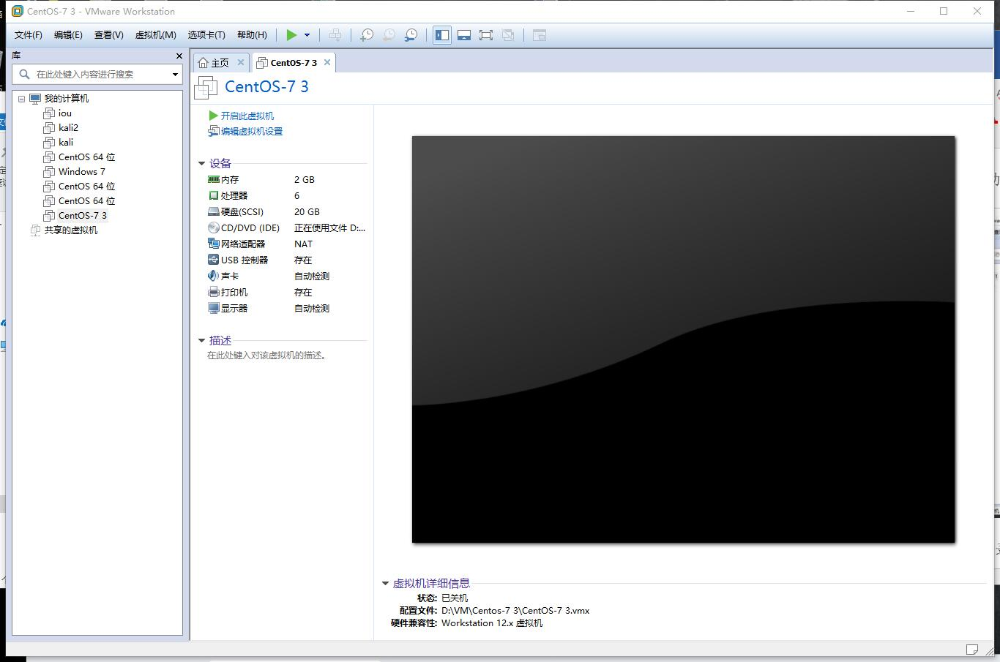 CentOS-7 3 - VMware Workstation
文件(F) 编辑(E) 查看(V) 虚拟机(M) 选项卡(T) 帮助(H)
库
在此处键入内容进行搜索
我的计算机
iou
kali2
kali
CentOS 64 位
Windows 7
CentOS 64 位
CentOS 64 位
CentOS-7 3
共享的虚拟机
主页 CentOS-7 3
CentOS-7 3
开启此虚拟机
编辑虚拟机设置
设备
内存 2 GB
处理器 6
硬盘(SCSI) 20 GB
CD/DVD (IDE) 正在使用文件 D:...
网络适配器 NAT
USB 控制器 存在
声卡 自动检测
打印机 存在
显示器 自动检测
描述
在此处键入对该虚拟机的描述。
虚拟机详细信息
状态: 已关机
配置文件: D:\VM\Centos-7 3\CentOS-7 3.vmx
硬件兼容性: Workstation 12.x 虚拟机